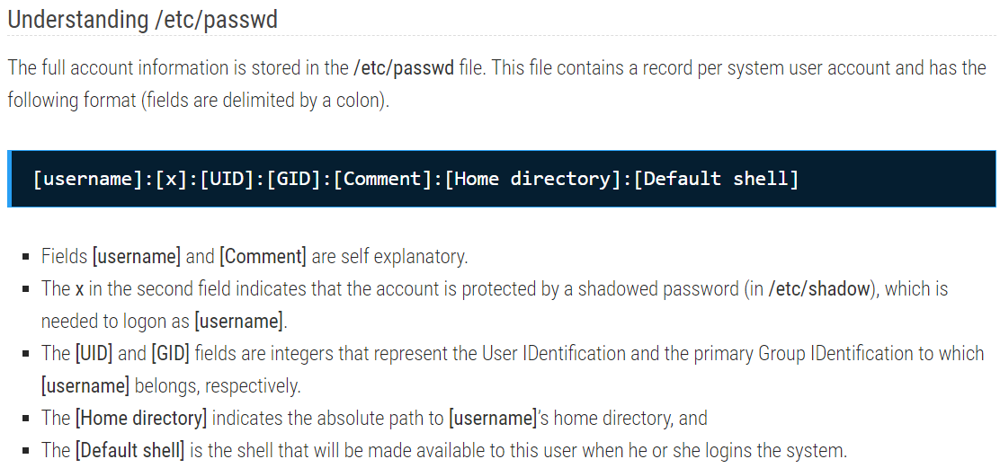 Understanding /etc/passwd
The full account information is stored in the /etc/passwd file. This file contains a record per system user account and has the
following format (fields are delimited by a colon).
[username]:[x]:[UID]:[GID]:[Comment]:[Home directory]:[Default shell]
Fields [username] and [Comment] are self explanatory.
The x in the second field indicates that the account is protected by a shadowed password (in /etc/shadow), which is
needed to logon as [username].
The [UID] and [GID] fields are integers that represent the User IDentification and the primary Group IDentification to which
[username] belongs, respectively.
The [Home directory] indicates the absolute path to [username]’s home directory, and
The [Default shell] is the shell that will be made available to this user when he or she logins the system.